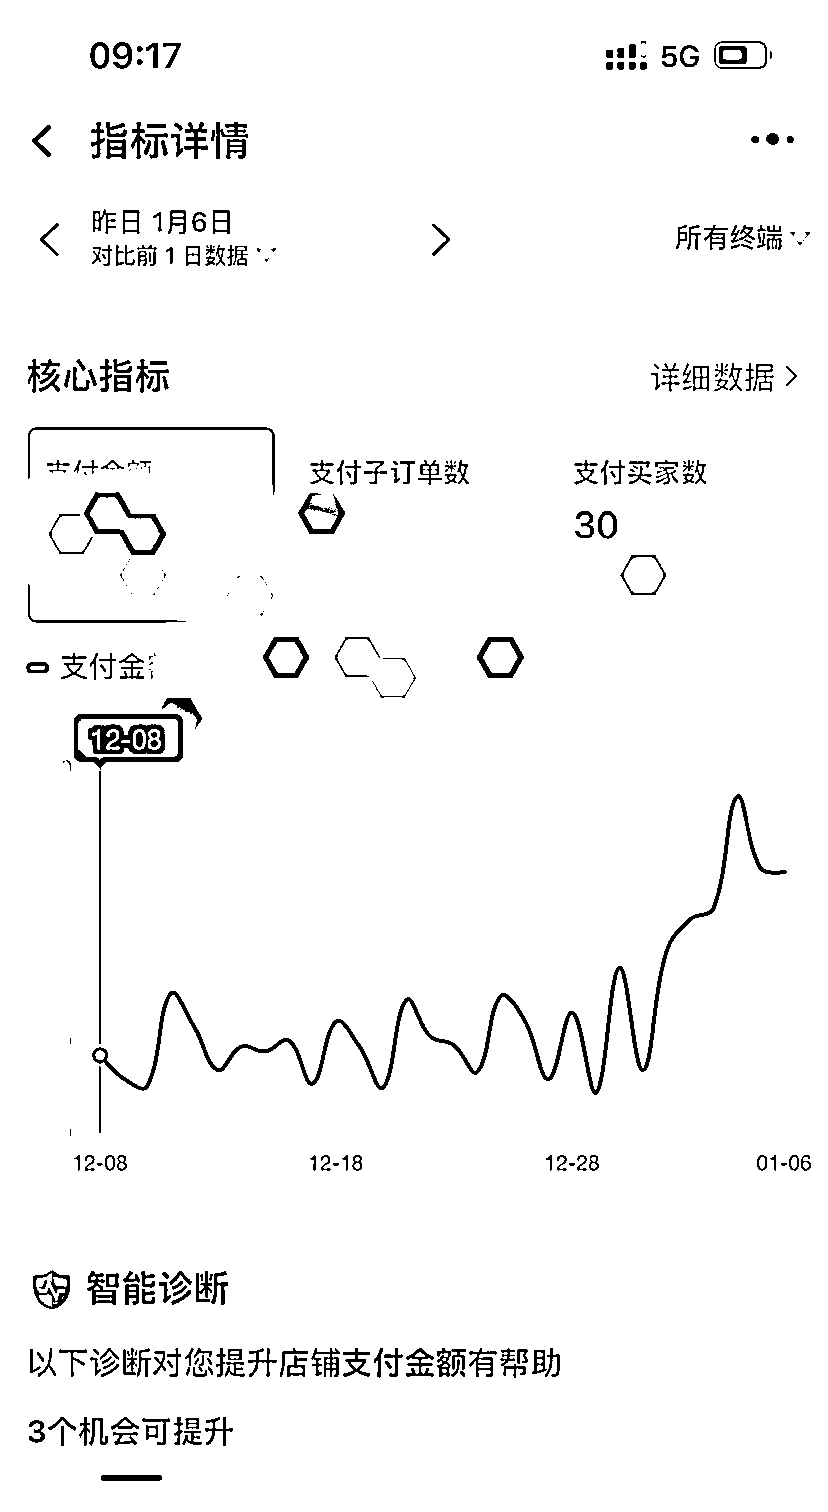 09:17 5G
指标详情
昨日 1月6日
对比前 1 日数据
所有终端
核心指标
详细数据
支付金额
支付子订单数
支付买家数
30
支付金
12-08
12-08
12-18
12-28
01-06
智能诊断
以下诊断对您提升店铺支付金额有帮助
3个机会可提升